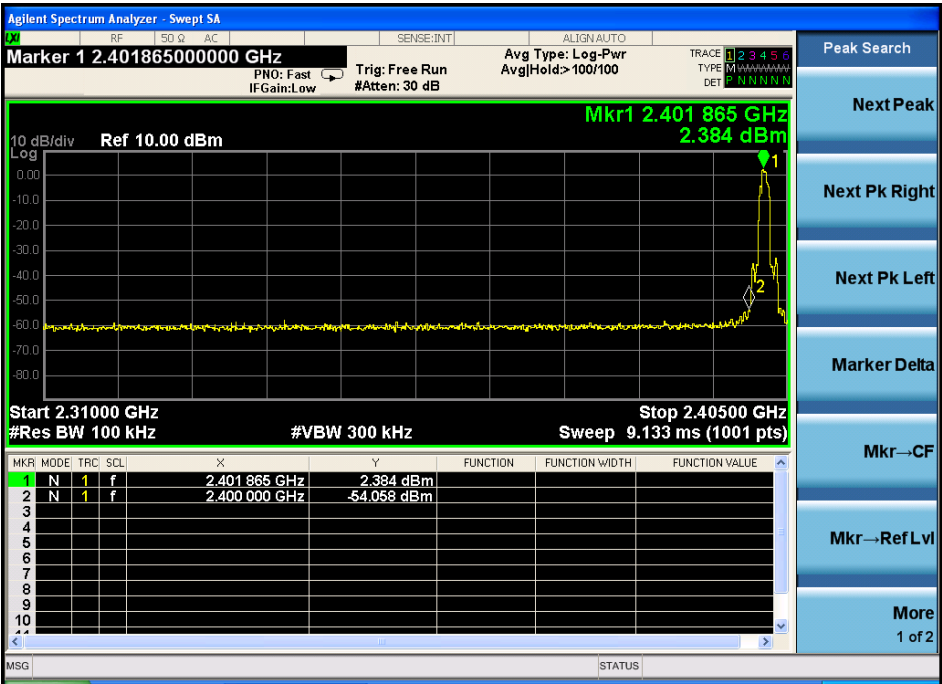 Agilent Spectrum Analyzer - Swept SA
LXI RF 50 Ω AC SENSE:INT ALIGNAUTO
Marker 1 2.401865000000 GHz
PNO: Fast
IFGain:Low
Trig: Free Run
#Atten: 30 dB
Avg Type: Log-Pwr
Avg|Hold:>100/100
TRACE 1 2 3 4 5 6
TYPE M
DET P N N N N N
Mkr1 2.401 865 GHz
2.384 dBm
10 dB/div Ref 10.00 dBm
Log
1
0.00
-10.0
-20.0
-30.0
-40.0
2
-50.0
-60.0
-70.0
-80.0
Start 2.31000 GHz Stop 2.40500 GHz
#Res BW 100 kHz #VBW 300 kHz Sweep 9.133 ms (1001 pts)
MKR MODE TRC SCL X Y FUNCTION FUNCTION WIDTH FUNCTION VALUE
1 N 1 f 2.401 865 GHz 2.384 dBm
2 N 1 f 2.400 000 GHz -54.058 dBm
3
4
5
6
7
8
9
10
MSG STATUS
Peak Search
Next Peak
Next Pk Right
Next Pk Left
Marker Delta
Mkr→CF
Mkr→Ref Lvl
More
1 of 2